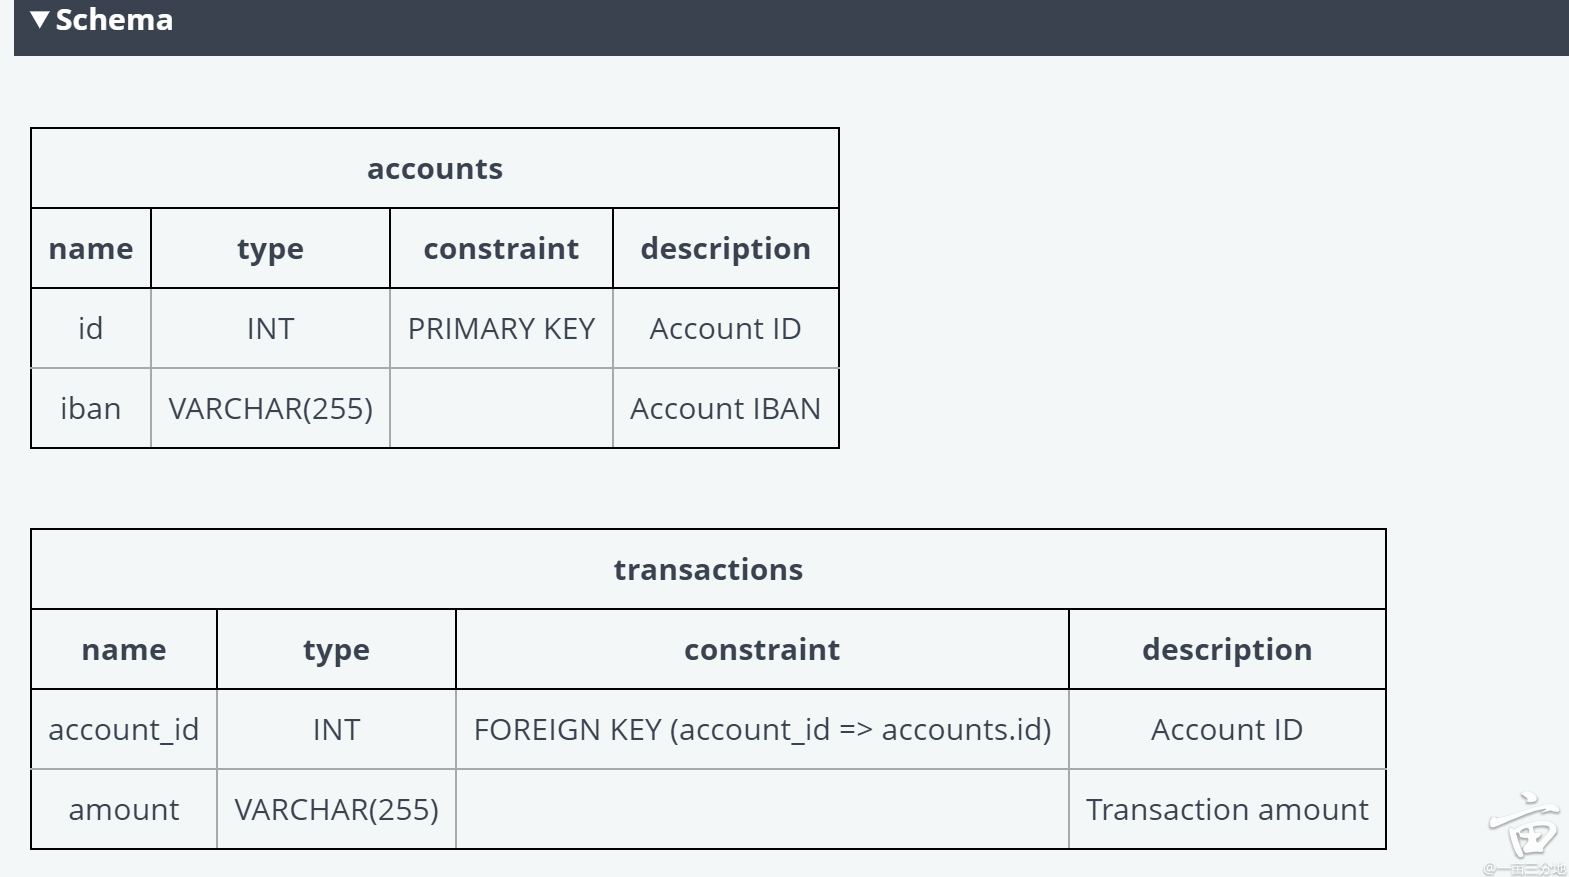 ▼ Schema
accounts
name type constraint description
id INT PRIMARY KEY Account ID
iban VARCHAR(255) Account IBAN
transactions
name type constraint description
account_id INT FOREIGN KEY (account_id => accounts.id) Account ID
amount VARCHAR(255) Transaction amount
亩
@一亩三分地